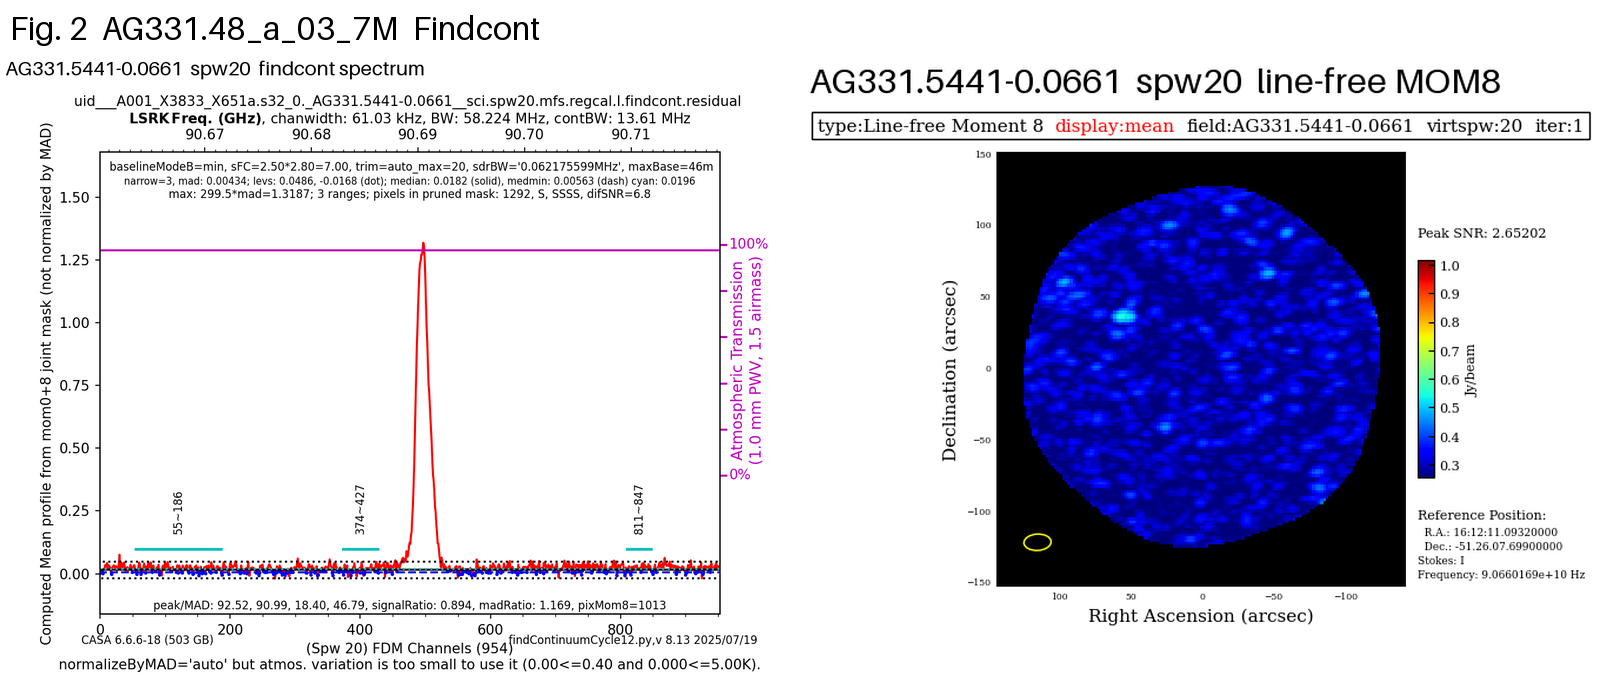 Fig. 2 AG331.48_a_03_7M Findcont
AG331.5441-0.0661 spw20 findcont spectrum
uid___A001_X3833_X651a.s32_0._AG331.5441-0.0661__sci.spw20.mfs.regcal.I.findcont.residual
LSRK Freq. (GHz), chanwidth: 61.03 kHz, BW: 58.224 MHz, contBW: 13.61 MHz
90.67 90.68 90.69 90.70 90.71
baselineModeB=min, sFC=2.50*2.80=7.00, trim=auto_max=20, sdrBW='0.062175599MHz', maxBase=46m
narrow=3, mad: 0.00434; levs: 0.0486, -0.0168 (dot); median: 0.0182 (solid), medmin: 0.00563 (dash) cyan: 0.0196
max: 299.5*mad=1.3187; 3 ranges; pixels in pruned mask: 1292, S, SSSS, difSNR=6.8
Computed Mean profile from mom0+8 joint mask (not normalized by MAD)
1.50
1.25
1.00
0.75
0.50
0.25
0.00
100%
0%
Atmospheric Transmission
(1.0 mm PWV, 1.5 airmass)
55~186
374~427
811~847
peak/MAD: 92.52, 90.99, 18.40, 46.79, signalRatio: 0.894, madRatio: 1.169, pixMom8=1013
0 200 400 600 800
CASA 6.6.6-18 (503 GB)
(Spw 20) FDM Channels (954)
findContinuumCycle12.py,v 8.13 2025/07/19
normalizeByMAD='auto' but atmos. variation is too small to use it (0.00<=0.40 and 0.000<=5.00K).
AG331.5441-0.0661 spw20 line-free MOM8
type:Line-free Moment 8 display:mean field:AG331.5441-0.0661 virtspw:20 iter:1
150
100
50
0
−50
−100
−150
Declination (arcsec)
100 50 0 −50 −100
Right Ascension (arcsec)
Peak SNR: 2.65202
1.0
0.9
0.8
0.7
0.6
0.5
0.4
0.3
Jy/beam
Reference Position:
R.A.: 16:12:11.09320000
Dec.: -51.26.07.69900000
Stokes: I
Frequency: 9.0660169e+10 Hz